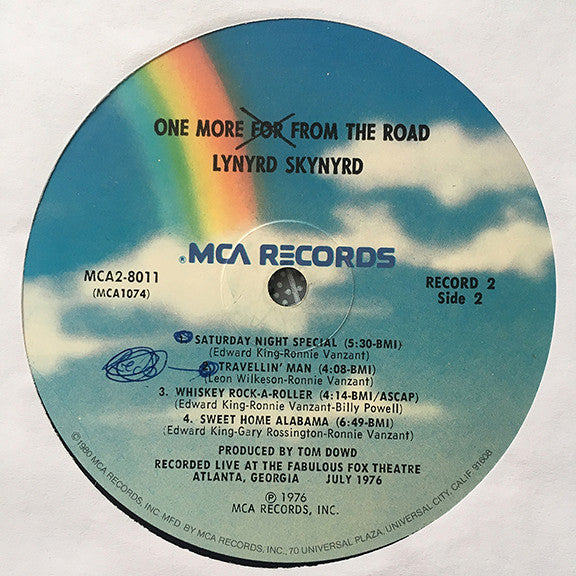 ONE MORE FOR FROM THE ROAD
LYNYRD SKYNYRD
®MCA RECORDS
MCA2-8011
(MCA1074)
RECORD 2
Side 2
1. SATURDAY NIGHT SPECIAL (5:30-BMI)
(Edward King-Ronnie Vanzant)
2. TRAVELLIN' MAN (4:08-BMI)
(Leon Wilkeson-Ronnie Vanzant)
3. WHISKEY ROCK-A-ROLLER (4:14-BMI/ASCAP)
(Edward King-Ronnie Vanzant-Billy Powell)
4. SWEET HOME ALABAMA (6:49-BMI)
(Edward King-Gary Rossington-Ronnie Vanzant)
PRODUCED BY TOM DOWD
RECORDED LIVE AT THE FABULOUS FOX THEATRE
ATLANTA, GEORGIA JULY 1976
℗ 1976
MCA RECORDS, INC.
©1980 MCA RECORDS, INC. MFD BY MCA RECORDS, INC., 70 UNIVERSAL PLAZA, UNIVERSAL CITY, CALIF. 91608